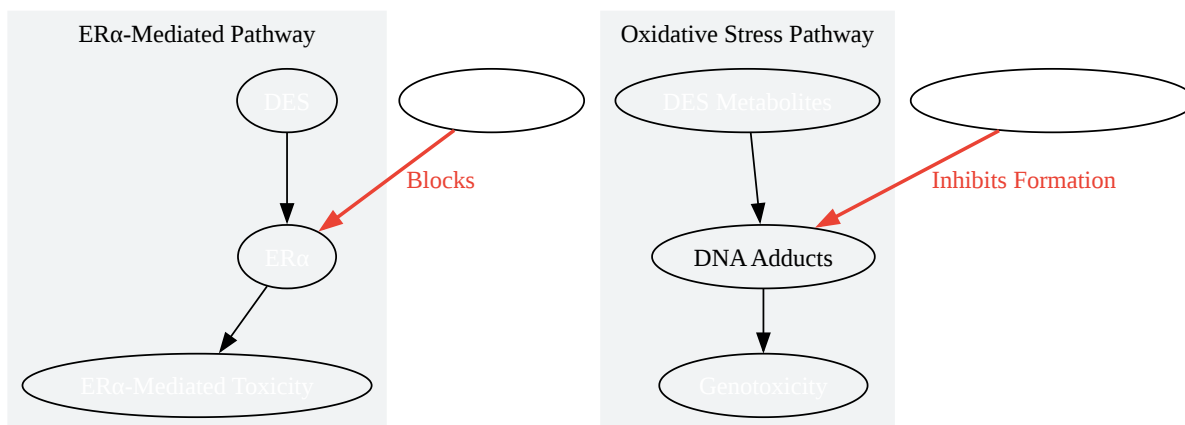 ERα-Mediated Pathway
Oxidative Stress Pathway
DES
DES Metabolites
Blocks
Inhibits Formation
ERα
DNA Adducts
ERα-Mediated Toxicity
Genotoxicity